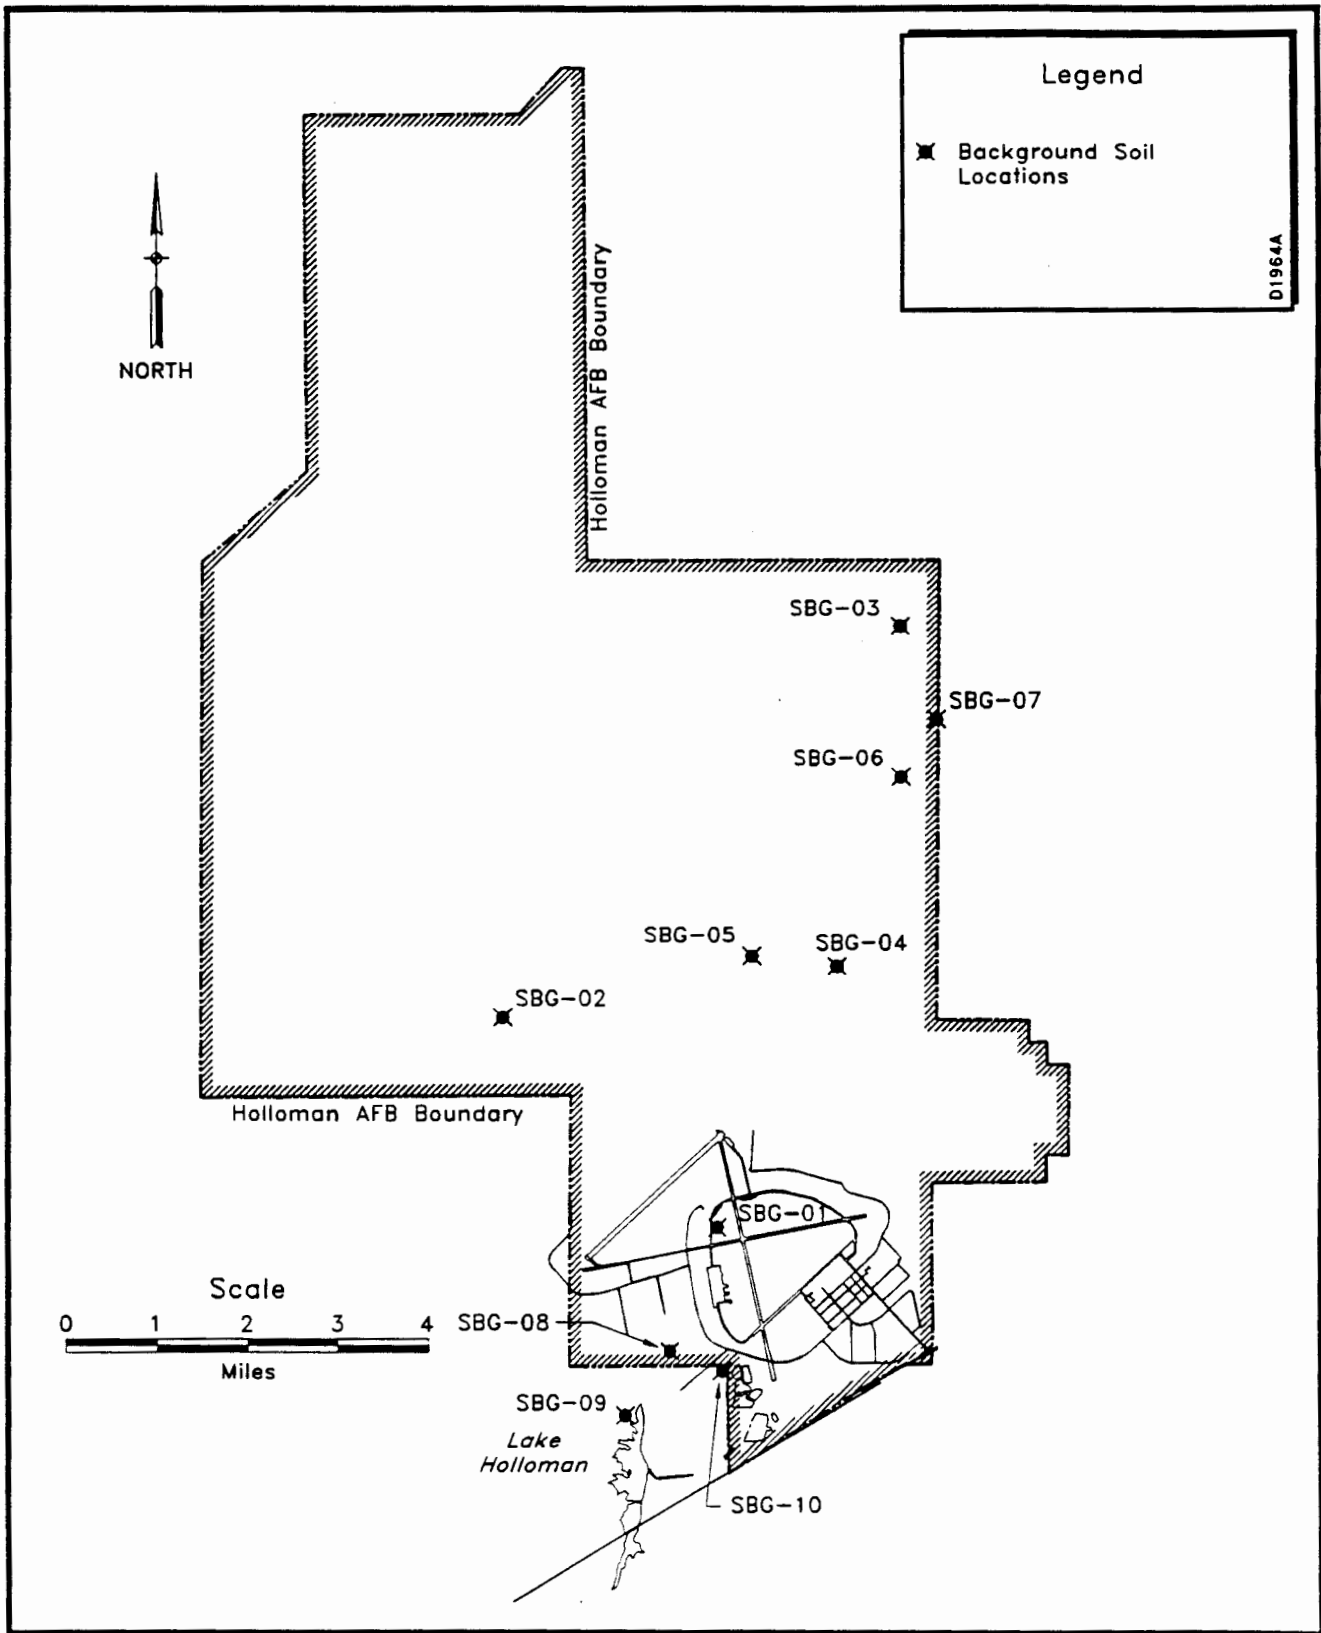 Legend
Background Soil
Locations
D1964A
NORTH
Holloman AFB Boundary
SBG-03
SBG-07
SBG-06
SBG-05
SBG-04
SBG-02
Holloman AFB Boundary
SBG-01
Scale
0 1 2 3 4
Miles
SBG-08
SBG-09
Lake
Holloman
SBG-10